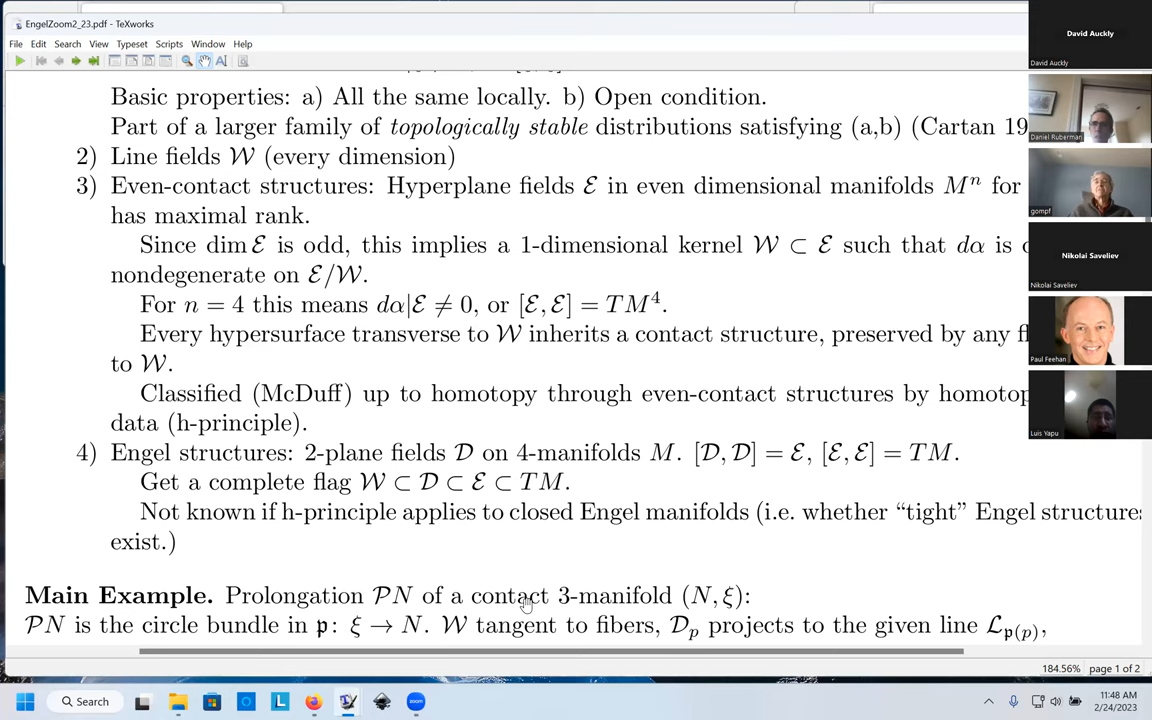 EngelZoom2_23.pdf - TeXworks
File Edit Search View Typeset Scripts Window Help
Basic properties: a) All the same locally. b) Open condition.
Part of a larger family of topologically stable distributions satisfying (a,b) (Cartan 19
2) Line fields 𝒲 (every dimension)
3) Even-contact structures: Hyperplane fields ℰ in even dimensional manifolds Mⁿ for
has maximal rank.
Since dim ℰ is odd, this implies a 1-dimensional kernel 𝒲 ⊂ ℰ such that dα is
nondegenerate on ℰ/𝒲.
For n = 4 this means dα|ℰ ≠ 0, or [ℰ, ℰ] = TM⁴.
Every hypersurface transverse to 𝒲 inherits a contact structure, preserved by any
to 𝒲.
Classified (McDuff) up to homotopy through even-contact structures by homotop
data (h-principle).
4) Engel structures: 2-plane fields 𝒟 on 4-manifolds M. [𝒟, 𝒟] = ℰ, [ℰ, ℰ] = TM.
Get a complete flag 𝒲 ⊂ 𝒟 ⊂ ℰ ⊂ TM.
Not known if h-principle applies to closed Engel manifolds (i.e. whether “tight” Engel structures
exist.)
Main Example. Prolongation 𝒫N of a contact 3-manifold (N, ξ):
𝒫N is the circle bundle in 𝔭: ξ → N. 𝒲 tangent to fibers, 𝒟ₚ projects to the given line ℒ_𝔭(p),
184.56% page 1 of 2
David Auckly
David Auckly
Daniel Ruberman
gompf
Nikolai Saveliev
Nikolai Saveliev
Paul Feehan
Luis Yapu
Search
L
zoom
11:48 AM
2/24/2023